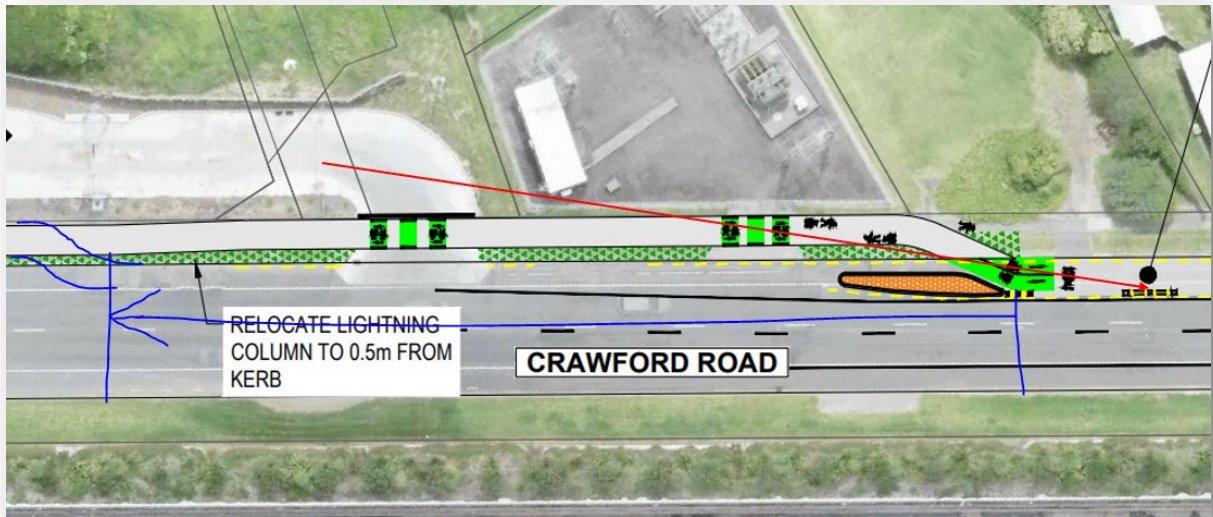 RELOCATE LIGHTNING
COLUMN TO 0.5m FROM
KERB
CRAWFORD ROAD